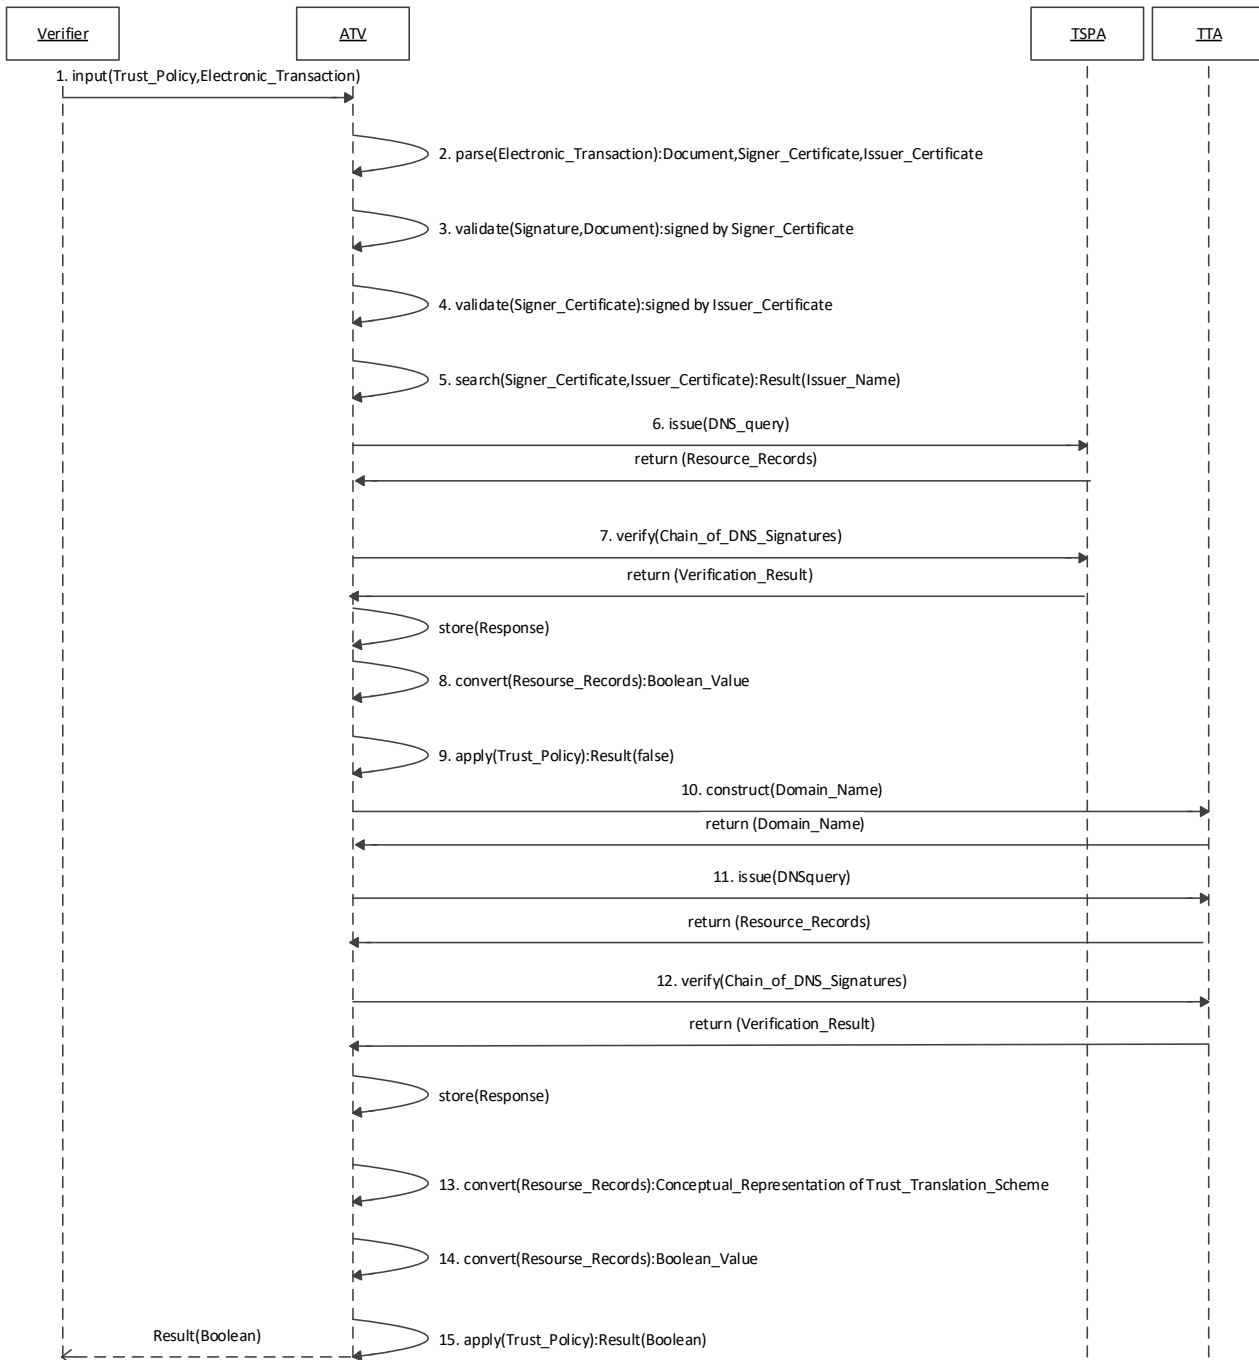 Verifier
ATV
TSPA
TTA
1. input(Trust_Policy,Electronic_Transaction)
2. parse(Electronic_Transaction):Document,Signer_Certificate,Issuer_Certificate
3. validate(Signature,Document):signed by Signer_Certificate
4. validate(Signer_Certificate):signed by Issuer_Certificate
5. search(Signer_Certificate,Issuer_Certificate):Result(Issuer_Name)
6. issue(DNS_query)
return (Resource_Records)
7. verify(Chain_of_DNS_Signatures)
return (Verification_Result)
store(Response)
8. convert(Resourse_Records):Boolean_Value
9. apply(Trust_Policy):Result(false)
10. construct(Domain_Name)
return (Domain_Name)
11. issue(DNSquery)
return (Resource_Records)
12. verify(Chain_of_DNS_Signatures)
return (Verification_Result)
store(Response)
13. convert(Resourse_Records):Conceptual_Representation of Trust_Translation_Scheme
14. convert(Resourse_Records):Boolean_Value
Result(Boolean)
15. apply(Trust_Policy):Result(Boolean)